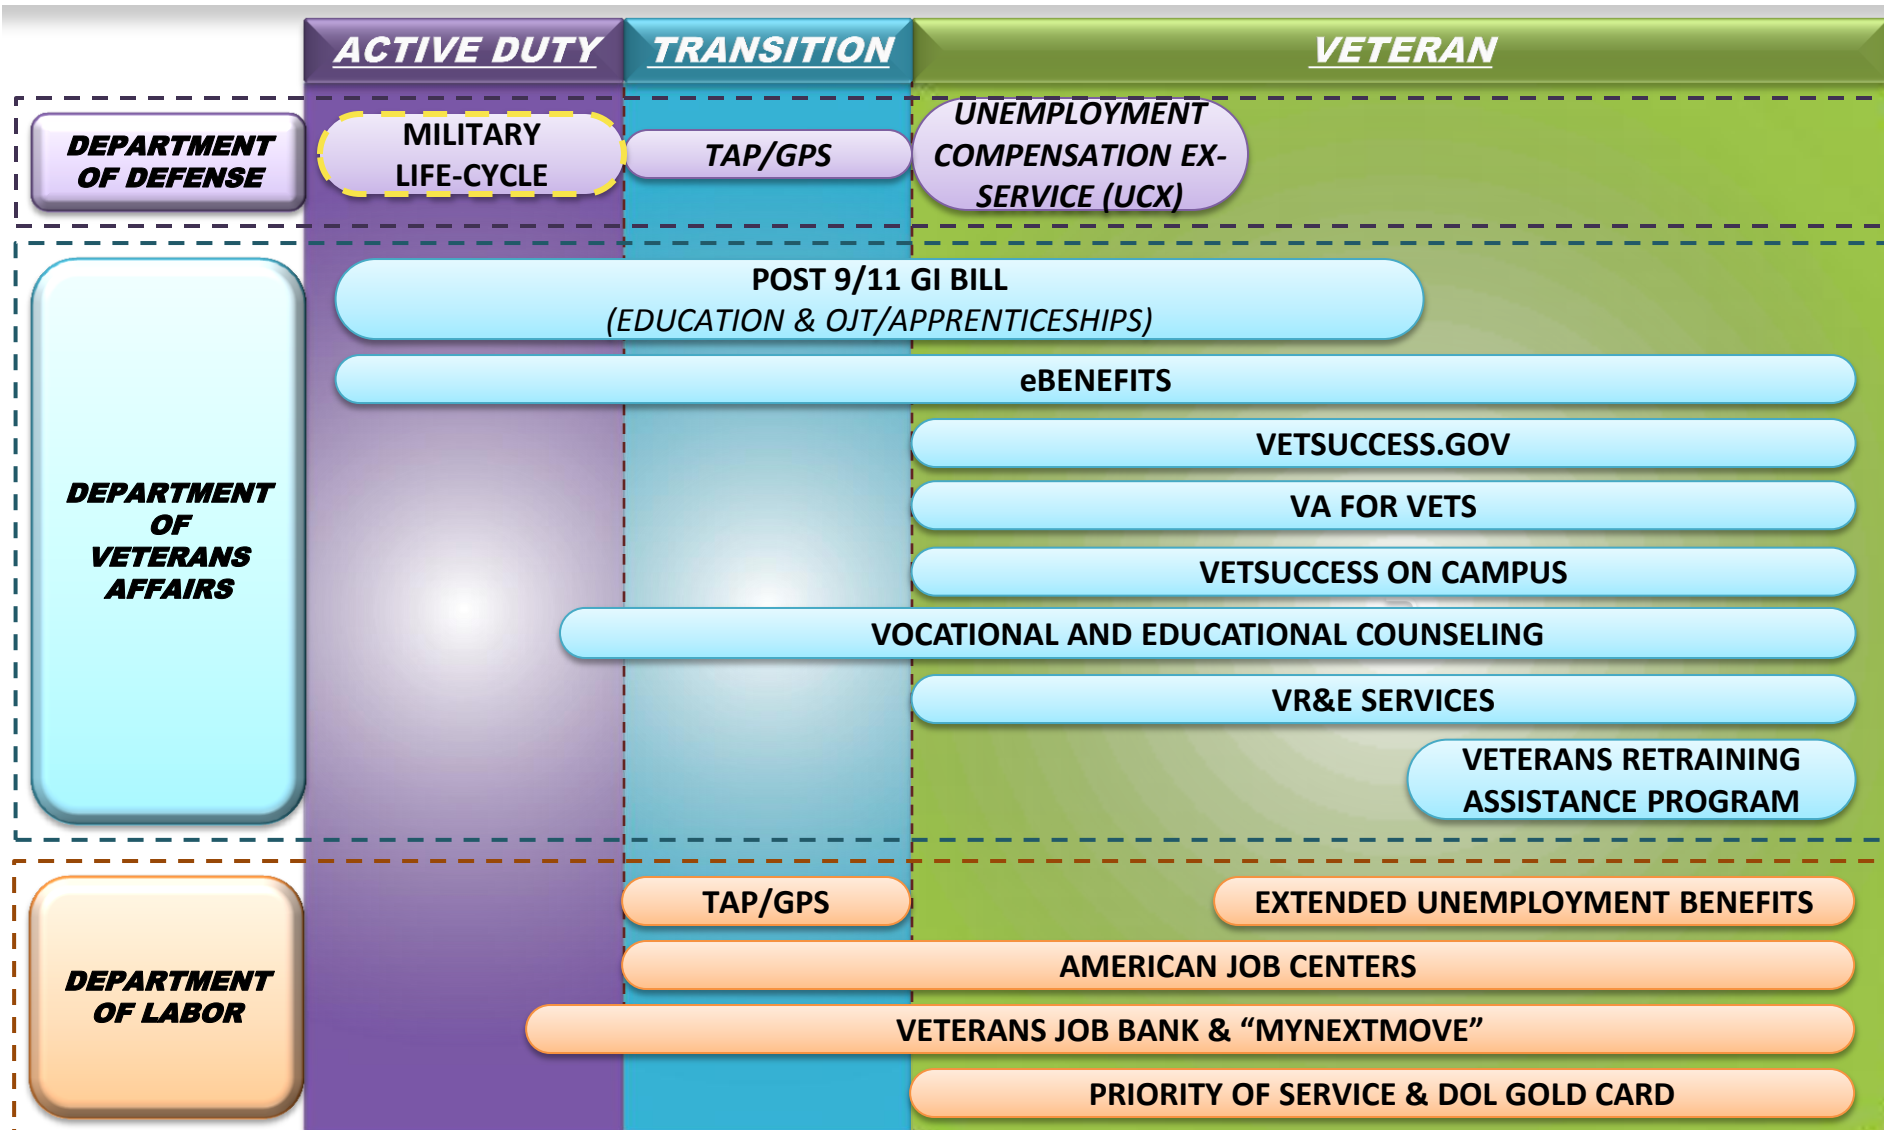 ACTIVE DUTY
TRANSITION
VETERAN
DEPARTMENT
OF DEFENSE
MILITARY
LIFE-CYCLE
TAP/GPS
UNEMPLOYMENT
COMPENSATION EX-
SERVICE (UCX)
DEPARTMENT
OF
VETERANS
AFFAIRS
POST 9/11 GI BILL
(EDUCATION & OJT/APPRENTICESHIPS)
eBENEFITS
VETSUCCESS.GOV
VA FOR VETS
VETSUCCESS ON CAMPUS
VOCATIONAL AND EDUCATIONAL COUNSELING
VR&E SERVICES
VETERANS RETRAINING
ASSISTANCE PROGRAM
DEPARTMENT
OF LABOR
TAP/GPS
EXTENDED UNEMPLOYMENT BENEFITS
AMERICAN JOB CENTERS
VETERANS JOB BANK & “MYNEXTMOVE”
PRIORITY OF SERVICE & DOL GOLD CARD